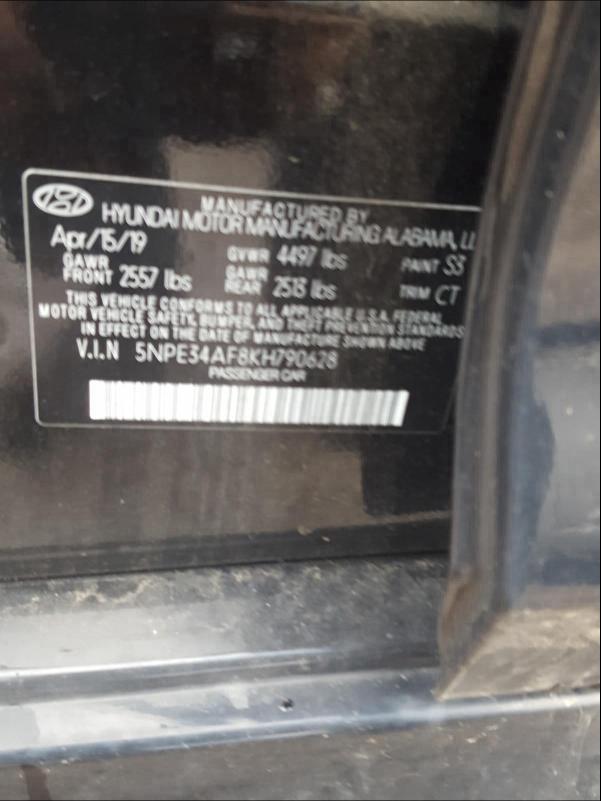 MANUFACTURED BY
HYUNDAI MOTOR MANUFACTURING ALABAMA, LL
Apr/15/19 GVWR 4497 lbs PAINT S3
GAWR FRONT 2557 lbs GAWR REAR 2513 lbs TRIM CT
THIS VEHICLE CONFORMS TO ALL APPLICABLE U.S.A. FEDERAL
MOTOR VEHICLE SAFETY, BUMPER, AND THEFT PREVENTION STANDARDS
IN EFFECT ON THE DATE OF MANUFACTURE SHOWN ABOVE
V.I.N 5NPE34AF8KH790628
PASSENGER CAR